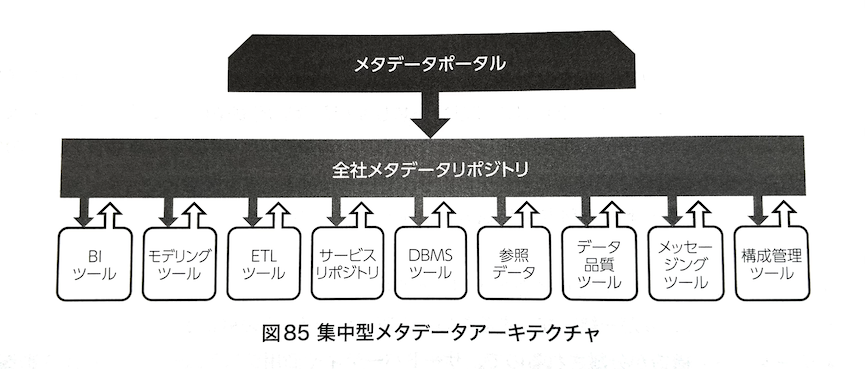 メタデータポータル
全社メタデータリポジトリ
BI
ツール
モデリング
ツール
ETL
ツール
サービス
リポジトリ
DBMS
ツール
参照
データ
データ
品質
ツール
メッセー
ジング
ツール
構成管理
ツール
図85 集中型メタデータアーキテクチャ